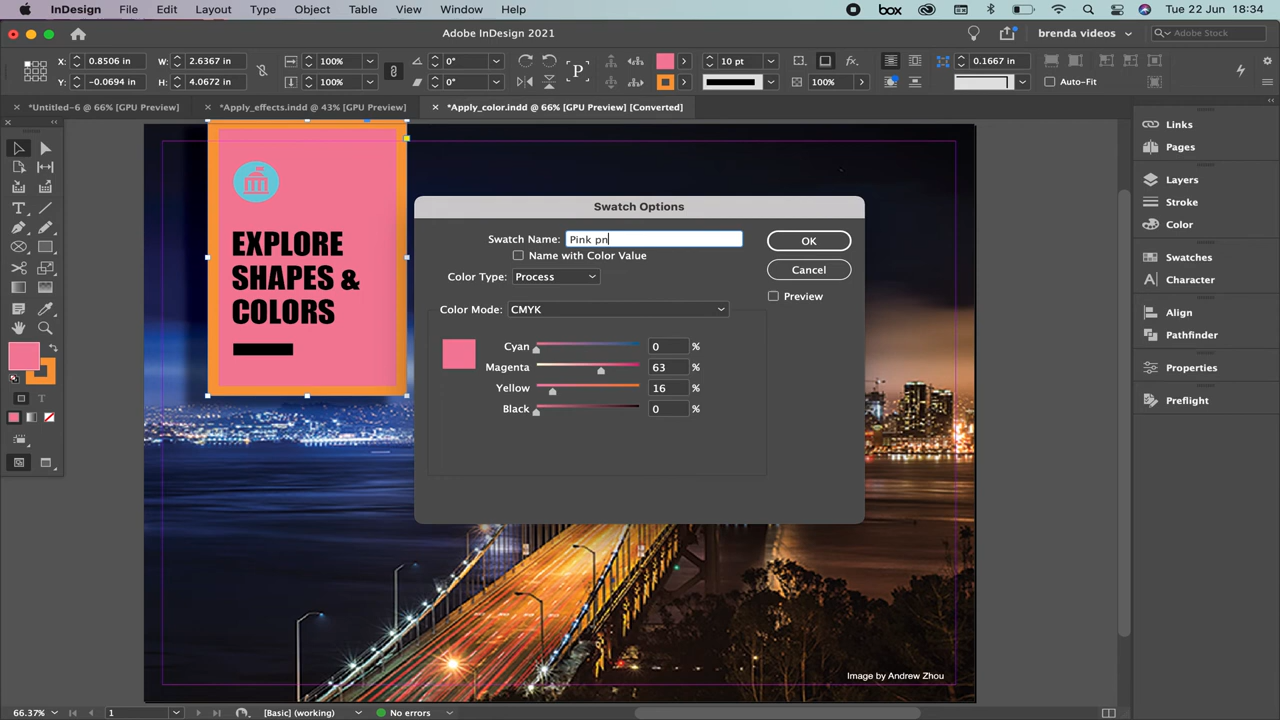 InDesign File Edit Layout Type Object Table View Window Help box Tue 22 Jun 18:34
Adobe InDesign 2021 brenda videos Adobe Stock
X: 0.8506 in W: 2.6367 in 100% 0° P fx. 10 pt 0.1667 in
Y: -0.0694 in H: 4.0672 in 100% 0° 100% Auto-Fit
*Untitled-6 @ 66% [GPU Preview] *Apply_effects.indd @ 43% [GPU Preview] *Apply_color.indd @ 66% [GPU Preview] [Converted]
EXPLORE
SHAPES &
COLORS
Image by Andrew Zhou
Swatch Options
Swatch Name: Pink pn OK
Name with Color Value
Color Type: Process Cancel
Preview
Color Mode: CMYK
Cyan 0 %
Magenta 63 %
Yellow 16 %
Black 0 %
Links
Pages
Layers
Stroke
Color
Swatches
Character
Align
Pathfinder
Properties
Preflight
T
66.37% 1 [Basic] (working) No errors